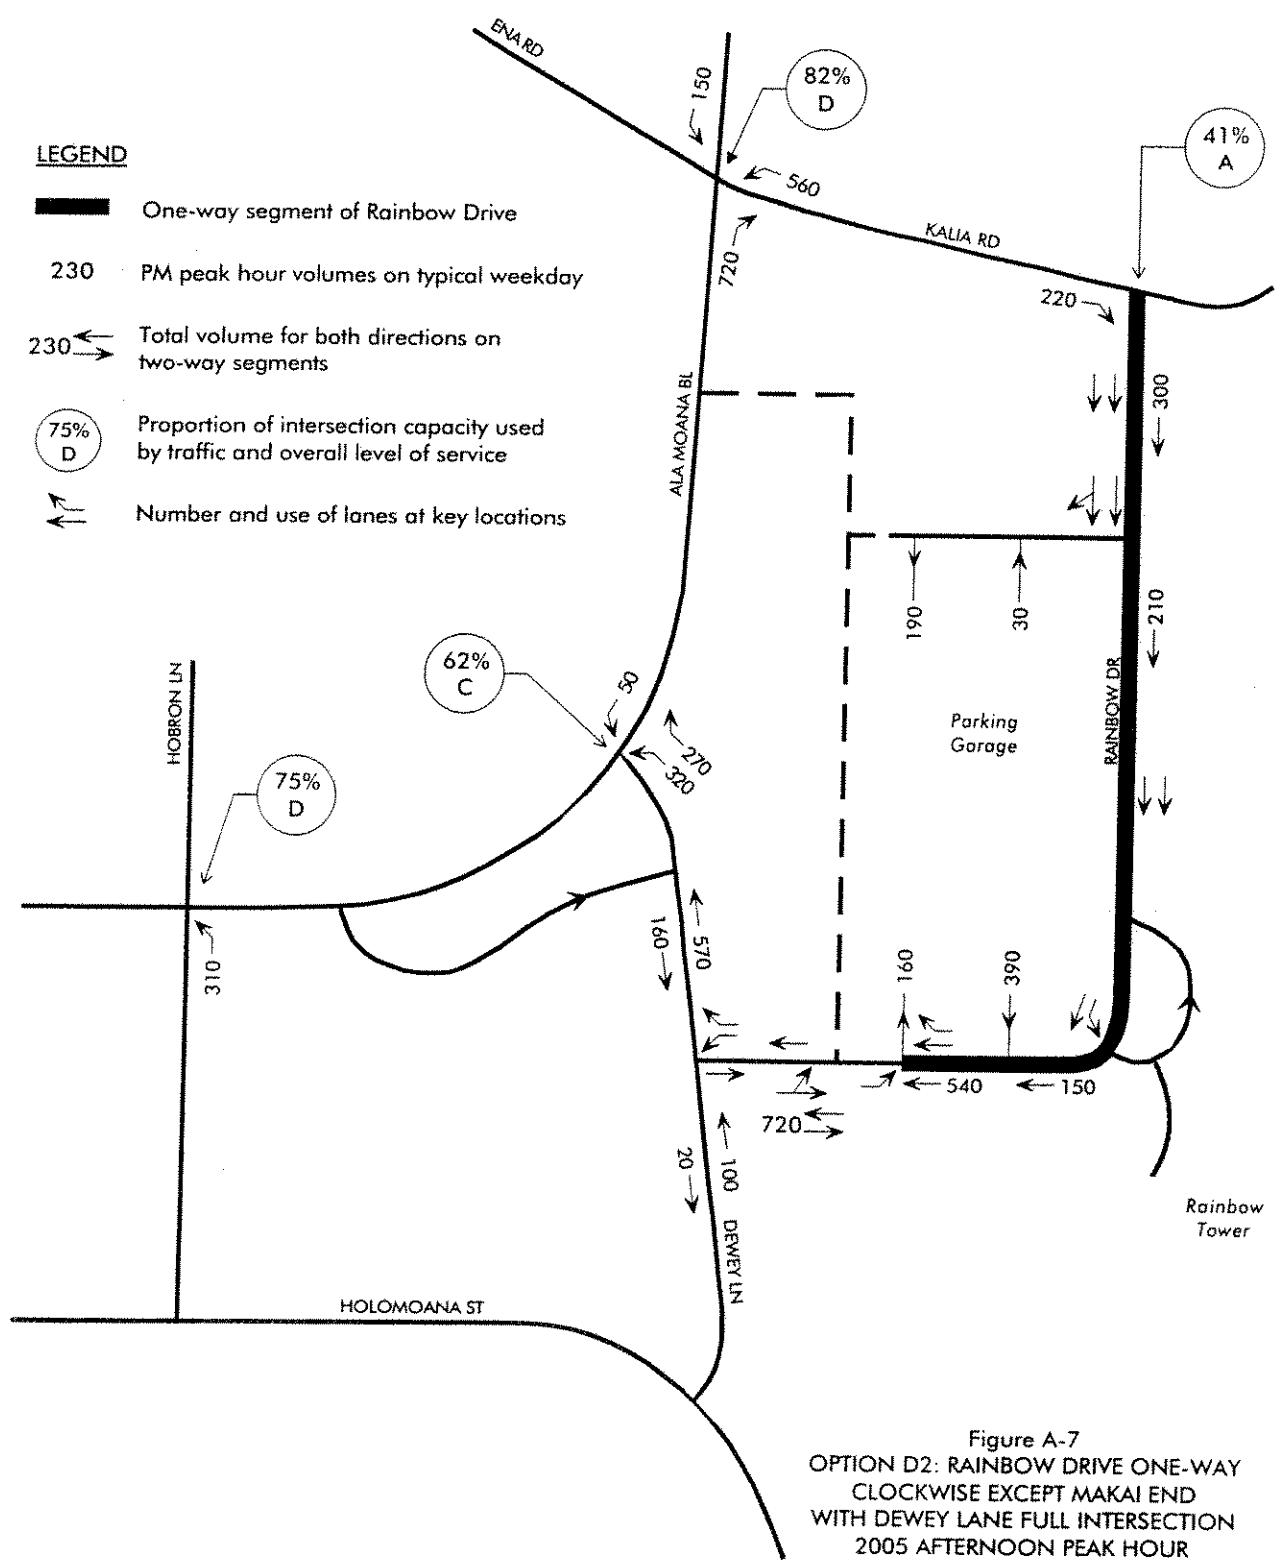 ENA RD
150
82%
D
41%
A
LEGEND
One-way segment of Rainbow Drive
230 PM peak hour volumes on typical weekday
230 Total volume for both directions on
two-way segments
75%
D
Proportion of intersection capacity used
by traffic and overall level of service
Number and use of lanes at key locations
560
KALIA RD
720
220
300
ALA MOANA BL
190
30
210
RAINBOW DR
Parking
Garage
HOBRON LN
62%
C
50
270
320
75%
D
310
160
570
160
390
540
150
720
20
100
DEWEY LN
Rainbow
Tower
HOLOMOANA ST
Figure A-7
OPTION D2: RAINBOW DRIVE ONE-WAY
CLOCKWISE EXCEPT MAKAI END
WITH DEWEY LANE FULL INTERSECTION
2005 AFTERNOON PEAK HOUR